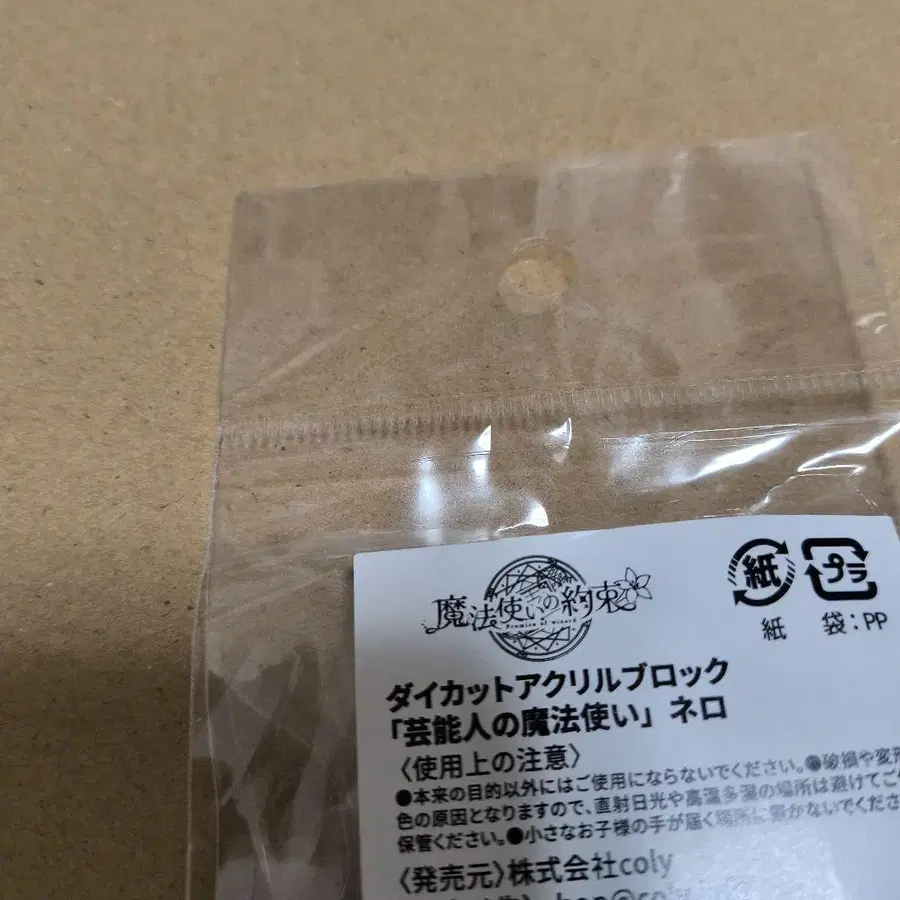 魔法使いの約束
Promise of wizard
紙
プラ
紙 袋:PP
ダイカットアクリルブロック
「芸能人の魔法使い」ネロ
〈使用上の注意〉
●本来の目的以外にはご使用にならないでください。●破損や変形
色の原因となりますので、直射日光や高温多湿の場所は避けてご
保管ください。●小さなお子様の手が届く場所に置かないでくださ
〈発売元〉株式会社coly